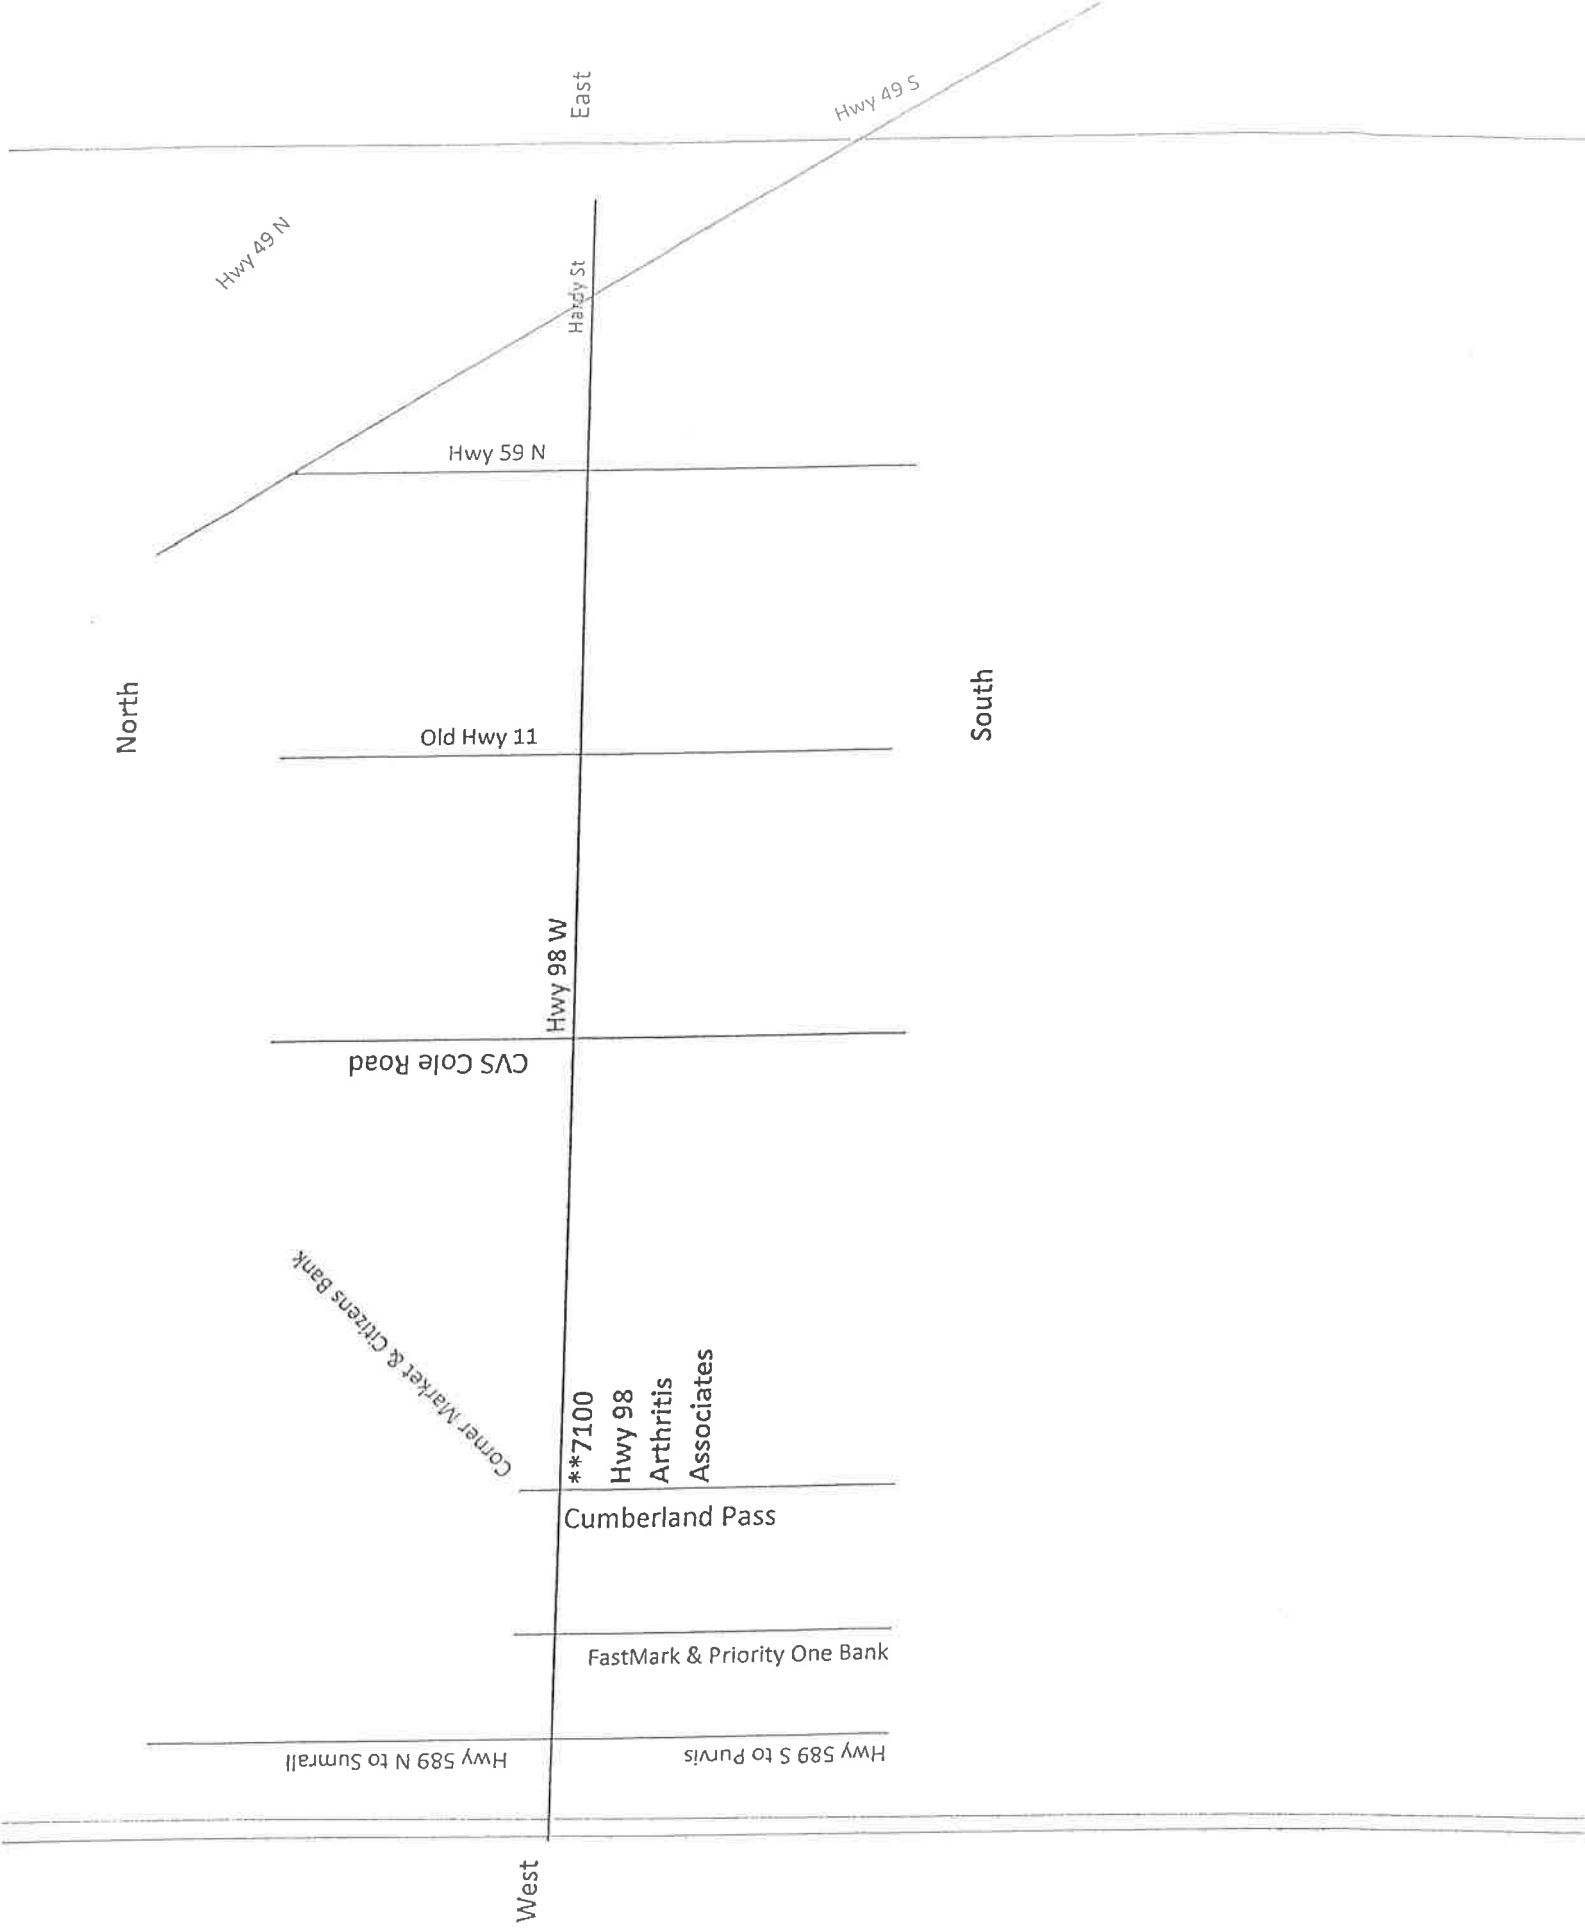 East
Hwy 49 S
Hwy 49 N
Hardy St
Hwy 59 N
North
South
Old Hwy 11
Hwy 98 W
CVS Cole Road
Corner Market & Citizens Bank
**7100
Hwy 98
Arthritis
Associates
Cumberland Pass
FastMark & Priority One Bank
Hwy 589 N to Sumrall
Hwy 589 S to Purvis
West